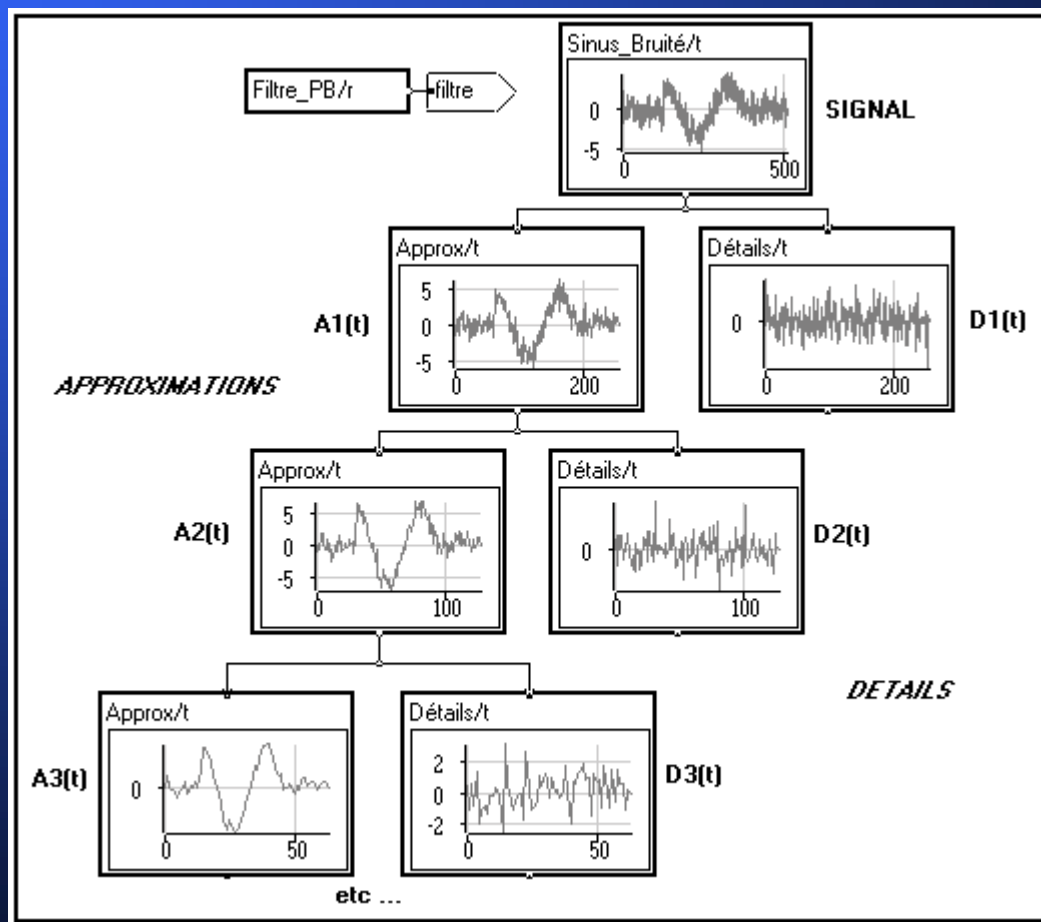 Sinus_Bruité/t
0
-5
0 500
SIGNAL
Filtre_PB/r
filtre
Approx/t
5
0
-5
0 200
A1(t)
Détails/t
0
0 200
D1(t)
APPROXIMATIONS
Approx/t
5
0
-5
0 100
A2(t)
Détails/t
0
0 100
D2(t)
DETAILS
Approx/t
0
0 50
A3(t)
Détails/t
2
0
-2
0 50
D3(t)
etc ...